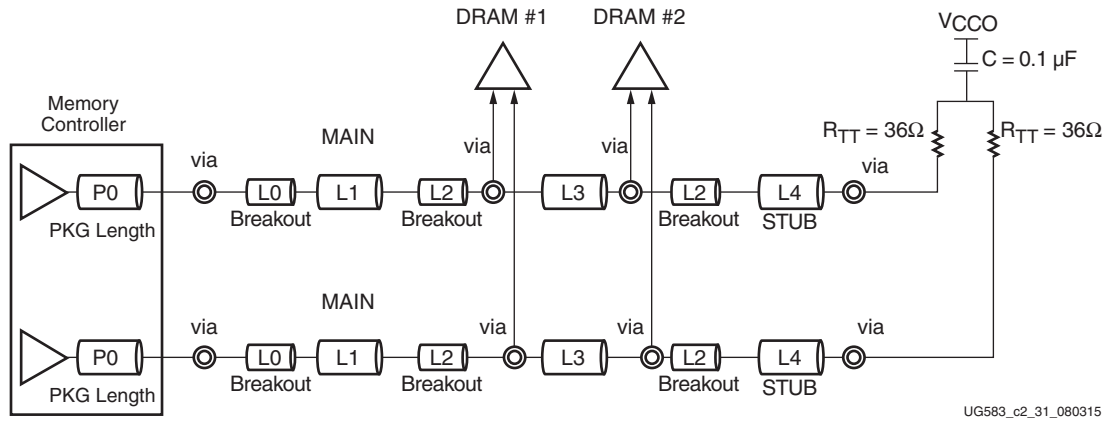 DRAM #1
DRAM #2
VCCO
C = 0.1 µF
Memory
Controller
MAIN
RTT = 36Ω
RTT = 36Ω
via
via
via
via
P0
L0
L1
L2
L3
L2
L4
PKG Length
Breakout
Breakout
Breakout
STUB
MAIN
via
via
via
via
P0
L0
L1
L2
L3
L2
L4
PKG Length
Breakout
Breakout
Breakout
STUB
UG583_c2_31_080315